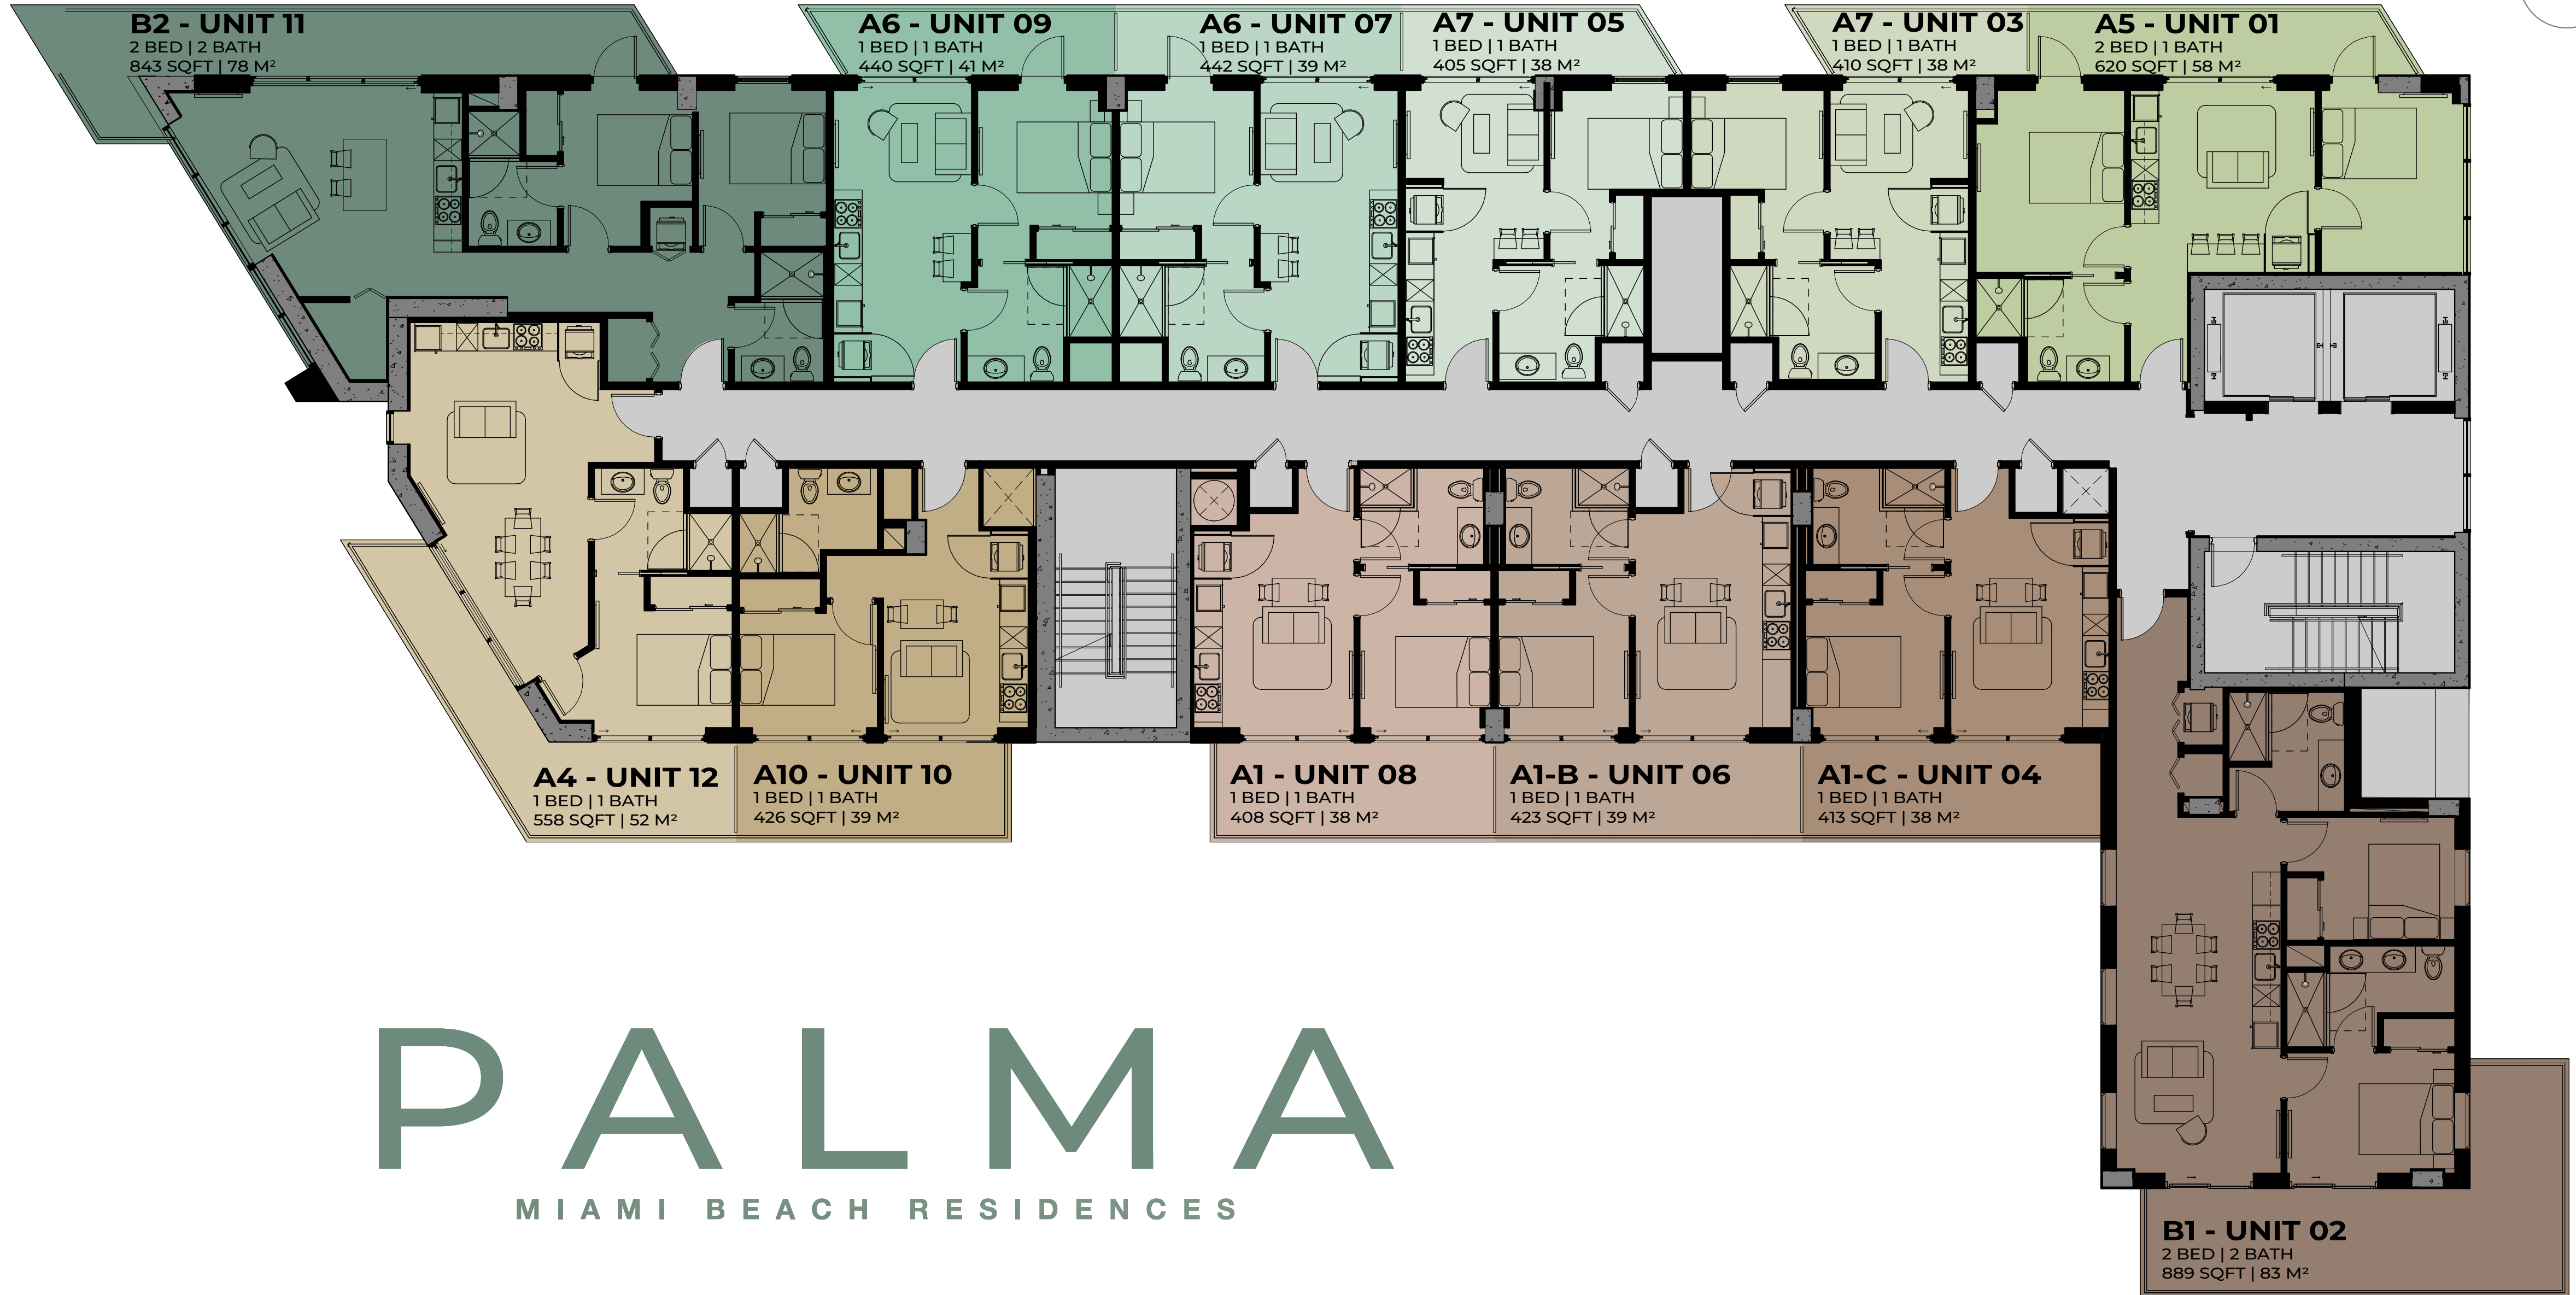 B2 - UNIT 11
2 BED | 2 BATH
843 SQFT | 78 M²
A6 - UNIT 09
1 BED | 1 BATH
440 SQFT | 41 M²
A6 - UNIT 07
1 BED | 1 BATH
442 SQFT | 39 M²
A7 - UNIT 05
1 BED | 1 BATH
405 SQFT | 38 M²
A7 - UNIT 03
1 BED | 1 BATH
410 SQFT | 38 M²
A5 - UNIT 01
2 BED | 1 BATH
620 SQFT | 58 M²
A4 - UNIT 12
1 BED | 1 BATH
558 SQFT | 52 M²
A10 - UNIT 10
1 BED | 1 BATH
426 SQFT | 39 M²
A1 - UNIT 08
1 BED | 1 BATH
408 SQFT | 38 M²
A1-B - UNIT 06
1 BED | 1 BATH
423 SQFT | 39 M²
A1-C - UNIT 04
1 BED | 1 BATH
413 SQFT | 38 M²
PALMA
MIAMI BEACH RESIDENCES
B1 - UNIT 02
2 BED | 2 BATH
889 SQFT | 83 M²